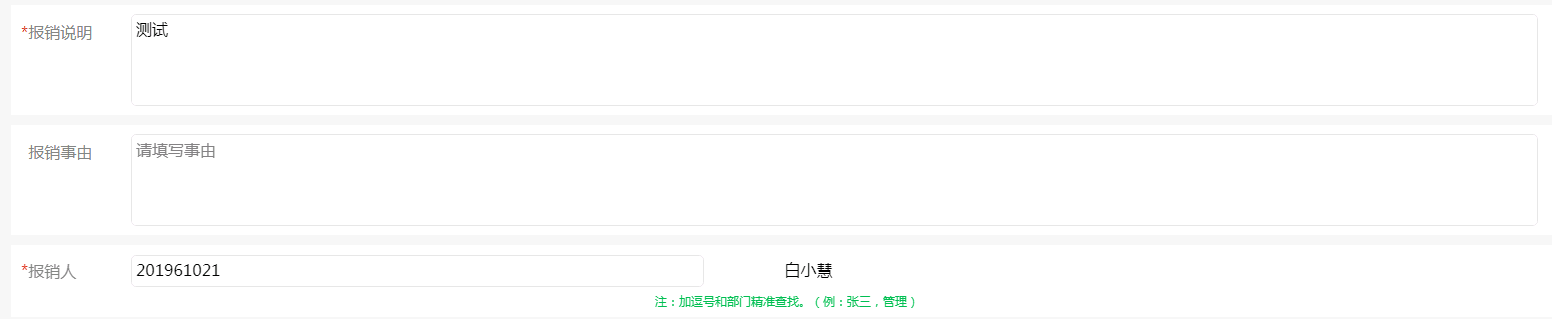 *报销说明 测试
报销事由 请填写事由
*报销人 201961021 白小慧
注：加逗号和部门精准查找。（例：张三，管理）